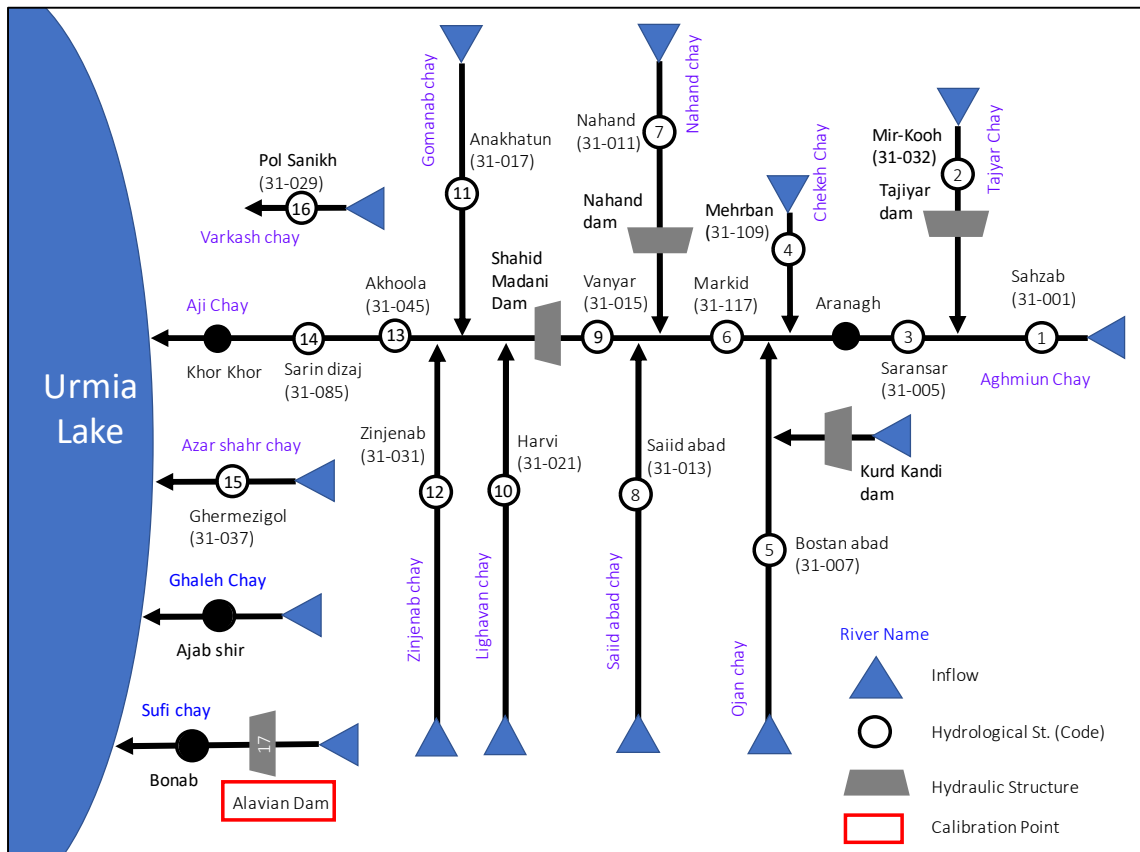 Gomanab chay
Nahand chay
Chekeh Chay
Tajyar Chay
Anakhatun
(31-017)
11
Nahand
(31-011)
7
Mir-Kooh
(31-032)
2
Tajiyar
dam
Pol Sanikh
(31-029)
16
Varkash chay
Nahand
dam
Mehrban
(31-109)
4
Shahid
Madani
Dam
Akhoola
(31-045)
13
Vanyar
(31-015)
9
Markid
(31-117)
6
Aranagh
Sahzab
(31-001)
1
Aji Chay
Khor Khor
14
Sarin dizaj
(31-085)
3
Saransar
(31-005)
Aghmiun Chay
Urmia
Lake
Azar shahr chay
15
Ghermezigol
(31-037)
Zinjenab
(31-031)
12
Harvi
(31-021)
10
Saiid abad
(31-013)
8
Kurd Kandi
dam
5
Bostan abad
(31-007)
Zinjenab chay
Lighavan chay
Saiid abad chay
Ojan chay
Ghaleh Chay
Ajab shir
Sufi chay
17
Bonab
Alavian Dam
River Name
Inflow
Hydrological St. (Code)
Hydraulic Structure
Calibration Point